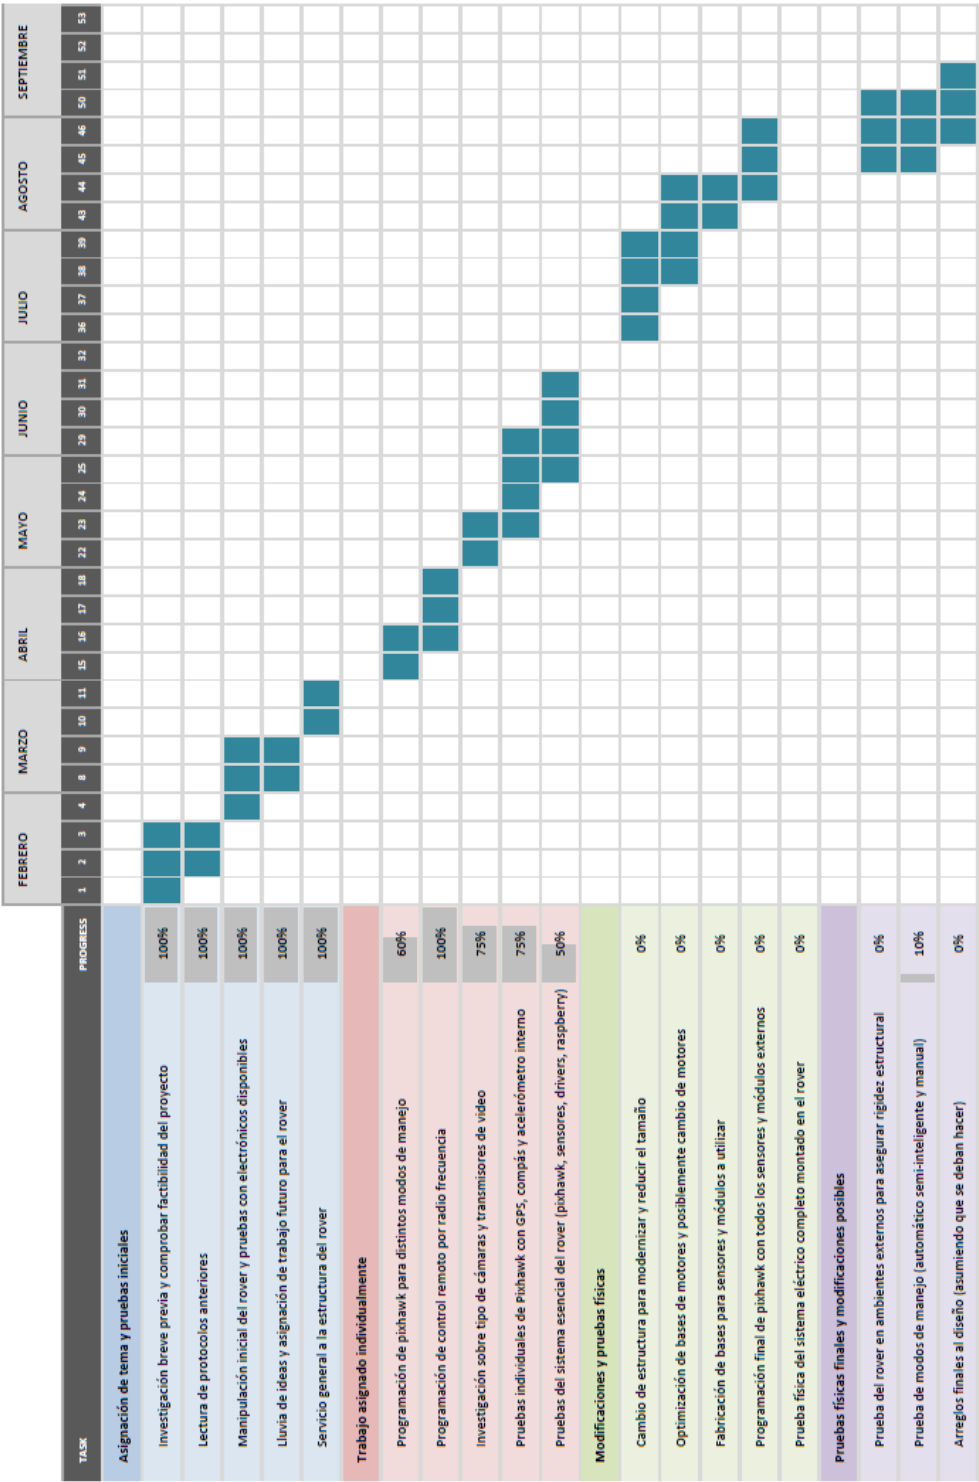 FEBRERO MARZO ABRIL MAYO JUNIO JULIO AGOSTO SEPTIEMBRE
TASK PROGRESS 1 2 3 4 8 9 10 11 15 16 17 18 22 23 24 25 29 30 31 32 36 37 38 39 43 44 45 46 50 51 52 53
Asignación de tema y pruebas iniciales
Investigación breve previa y comprobar factibilidad del proyecto 100%
Lectura de protocolos anteriores 100%
Manipulación inicial del rover y pruebas con electrónicos disponibles 100%
Lluvia de ideas y asignación de trabajo futuro para el rover 100%
Servicio general a la estructura del rover 100%
Trabajo asignado individualmente
Programación de pixhawk para distintos modos de manejo 60%
Programación de control remoto por radio frecuencia 100%
Investigación sobre tipo de cámaras y transmisores de video 75%
Pruebas individuales de Pixhawk con GPS, compás y acelerómetro interno 75%
Pruebas del sistema esencial del rover (pixhawk, sensores, drivers, raspberry) 50%
Modificaciones y pruebas físicas
Cambio de estructura para modernizar y reducir el tamaño 0%
Optimización de bases de motores y posiblemente cambio de motores 0%
Fabricación de bases para sensores y módulos a utilizar 0%
Programación final de pixhawk con todos los sensores y módulos externos 0%
Prueba física del sistema eléctrico completo montado en el rover 0%
Pruebas físicas finales y modificaciones posibles
Prueba del rover en ambientes externos para asegurar rigidez estructural 0%
Prueba de modos de manejo (automático semi-inteligente y manual) 10%
Arreglos finales al diseño (asumiendo que se deban hacer) 0%